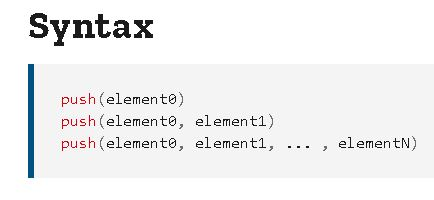 Syntax
push(element0)
push(element0, element1)
push(element0, element1, ... , elementN)